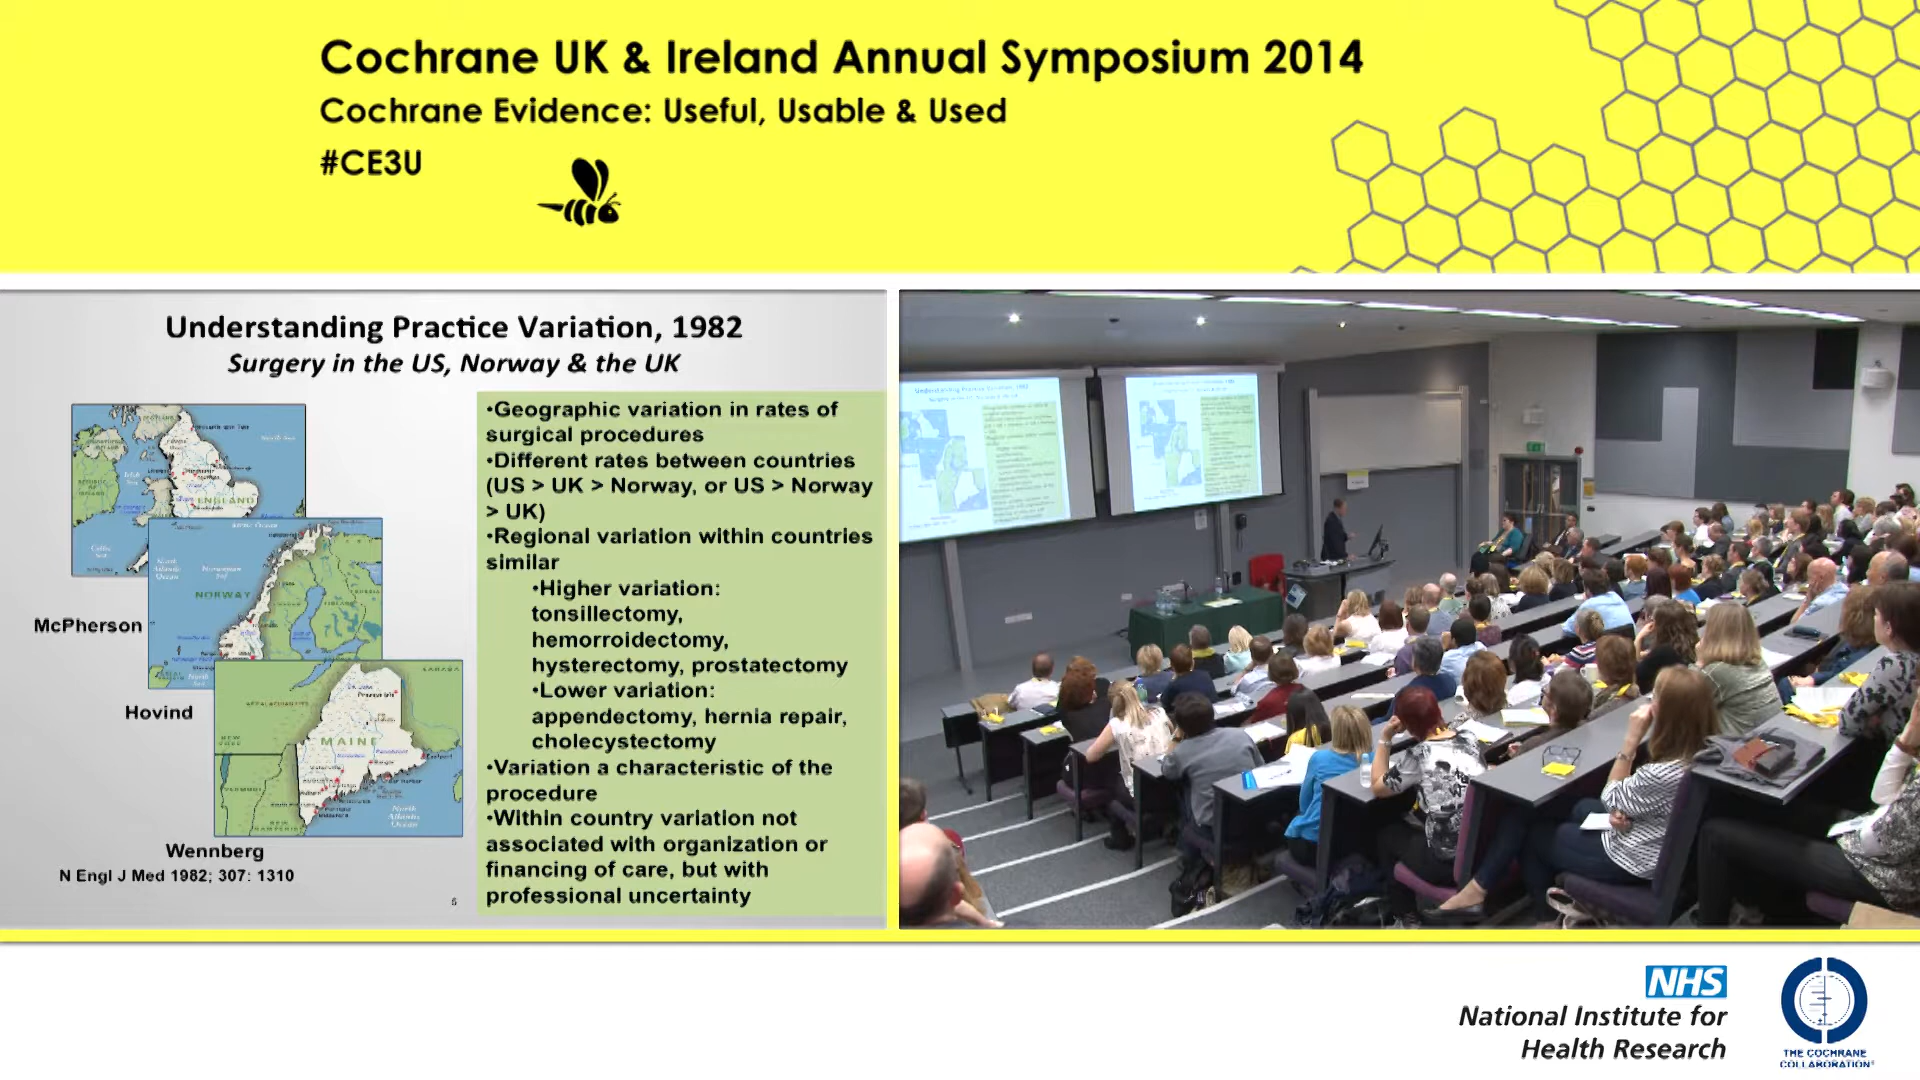 Cochrane UK & Ireland Annual Symposium 2014
Cochrane Evidence: Useful, Usable & Used
#CE3U
Understanding Practice Variation, 1982
Surgery in the US, Norway & the UK
•Geographic variation in rates of
surgical procedures
•Different rates between countries
(US > UK > Norway, or US > Norway
> UK)
•Regional variation within countries
similar
•Higher variation:
tonsillectomy,
hemorroidectomy,
hysterectomy, prostatectomy
•Lower variation:
appendectomy, hernia repair,
cholecystectomy
•Variation a characteristic of the
procedure
•Within country variation not
associated with organization or
financing of care, but with
professional uncertainty
ENGLAND
NORWAY
McPherson
MAINE
Hovind
North
Atlantic
Ocean
Wennberg
N Engl J Med 1982; 307: 1310
NHS
National Institute for
Health Research
THE COCHRANE
COLLABORATION®